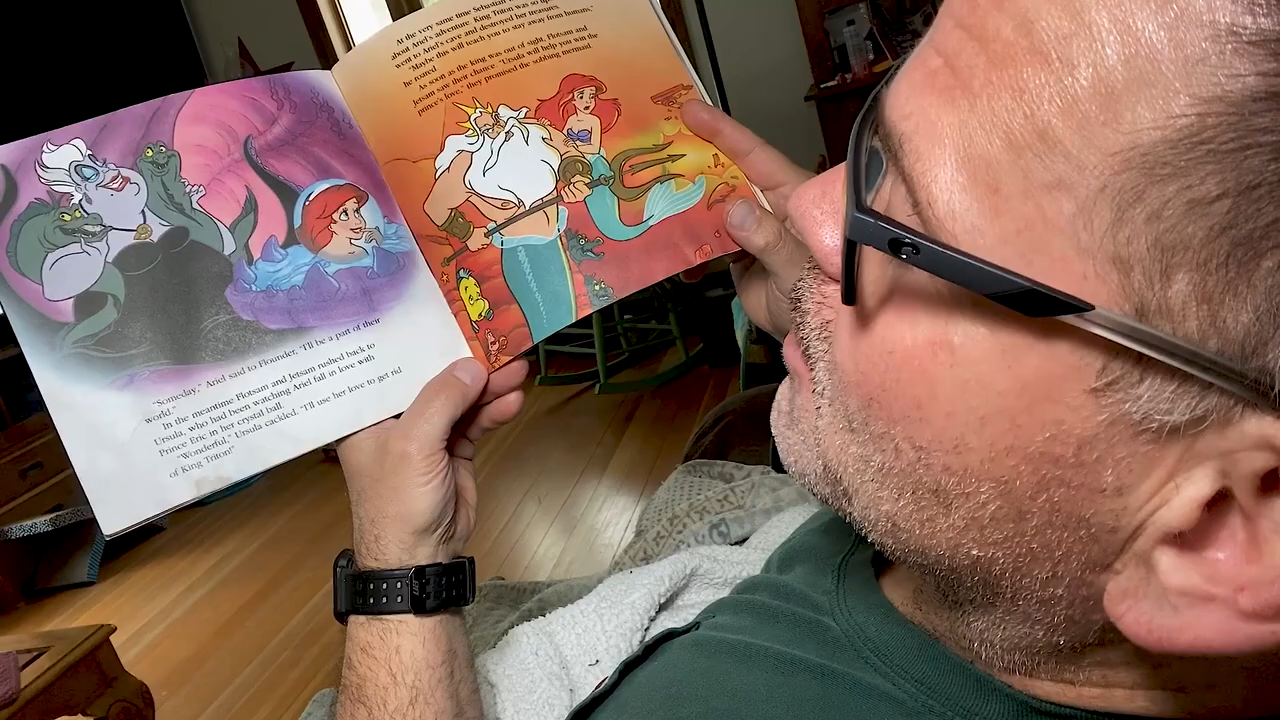 "Someday," Ariel said to Flounder, "I'll be a part of their
world."
In the meantime Flotsam and Jetsam rushed back to
Ursula, who had been watching Ariel fall in love with
Prince Eric in her crystal ball.
"Wonderful," Ursula cackled. "I'll use her love to get rid
of King Triton!"
At the very same time Sebastian
about Ariel's adventure. King Triton was so
went to Ariel's cave and destroyed her treasures.
"Maybe this will teach you to stay away from humans,"
he roared.
As soon as the king was out of sight, Flotsam and
Jetsam saw their chance. "Ursula will help you win the
prince's love," they promised the sobbing mermaid